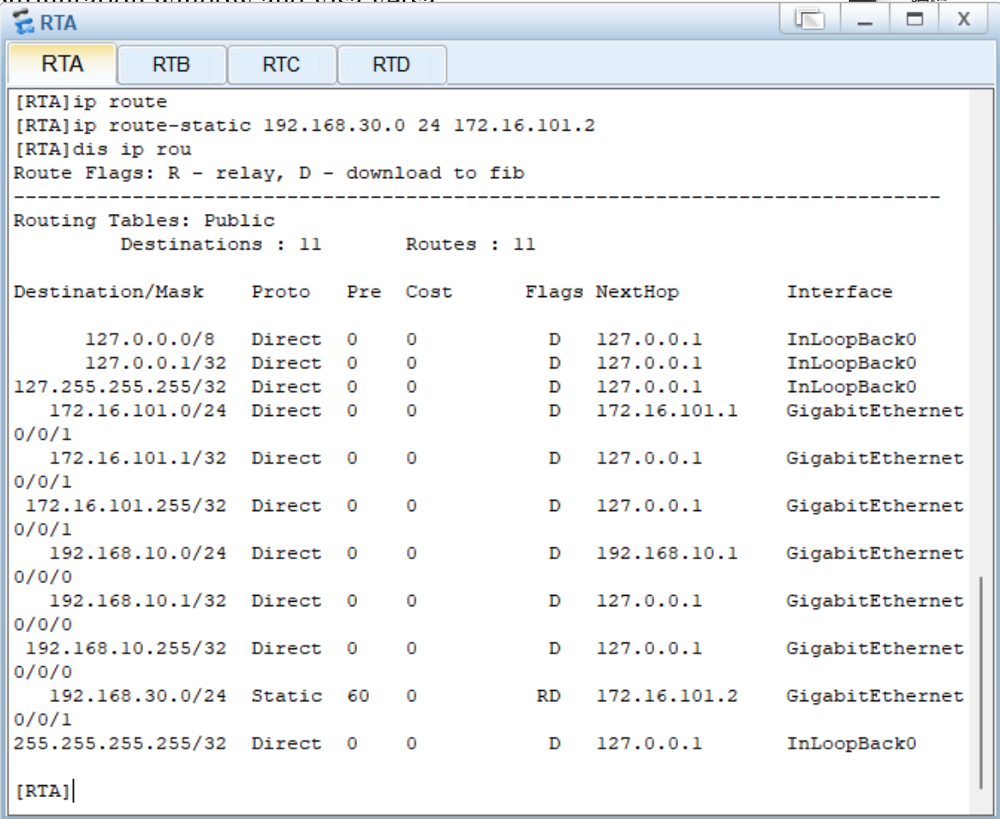 RTA
RTA RTB RTC RTD
[RTA]ip route
[RTA]ip route-static 192.168.30.0 24 172.16.101.2
[RTA]dis ip rou
Route Flags: R - relay, D - download to fib
------------------------------------------------------------------------------
Routing Tables: Public
         Destinations : 11       Routes : 11

Destination/Mask    Proto   Pre  Cost      Flags NextHop         Interface

      127.0.0.0/8   Direct  0    0           D   127.0.0.1       InLoopBack0
      127.0.0.1/32  Direct  0    0           D   127.0.0.1       InLoopBack0
127.255.255.255/32  Direct  0    0           D   127.0.0.1       InLoopBack0
   172.16.101.0/24  Direct  0    0           D   172.16.101.1    GigabitEthernet
0/0/1
   172.16.101.1/32  Direct  0    0           D   127.0.0.1       GigabitEthernet
0/0/1
 172.16.101.255/32  Direct  0    0           D   127.0.0.1       GigabitEthernet
0/0/1
   192.168.10.0/24  Direct  0    0           D   192.168.10.1    GigabitEthernet
0/0/0
   192.168.10.1/32  Direct  0    0           D   127.0.0.1       GigabitEthernet
0/0/0
 192.168.10.255/32  Direct  0    0           D   127.0.0.1       GigabitEthernet
0/0/0
   192.168.30.0/24  Static  60   0          RD   172.16.101.2    GigabitEthernet
0/0/1
255.255.255.255/32  Direct  0    0           D   127.0.0.1       InLoopBack0

[RTA]